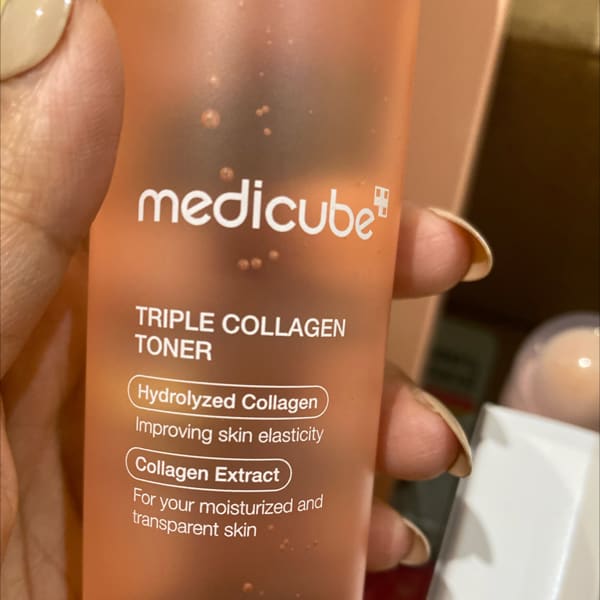 medicube
TRIPLE COLLAGEN
TONER
Hydrolyzed Collagen
Improving skin elasticity
Collagen Extract
For your moisturized and
transparent skin